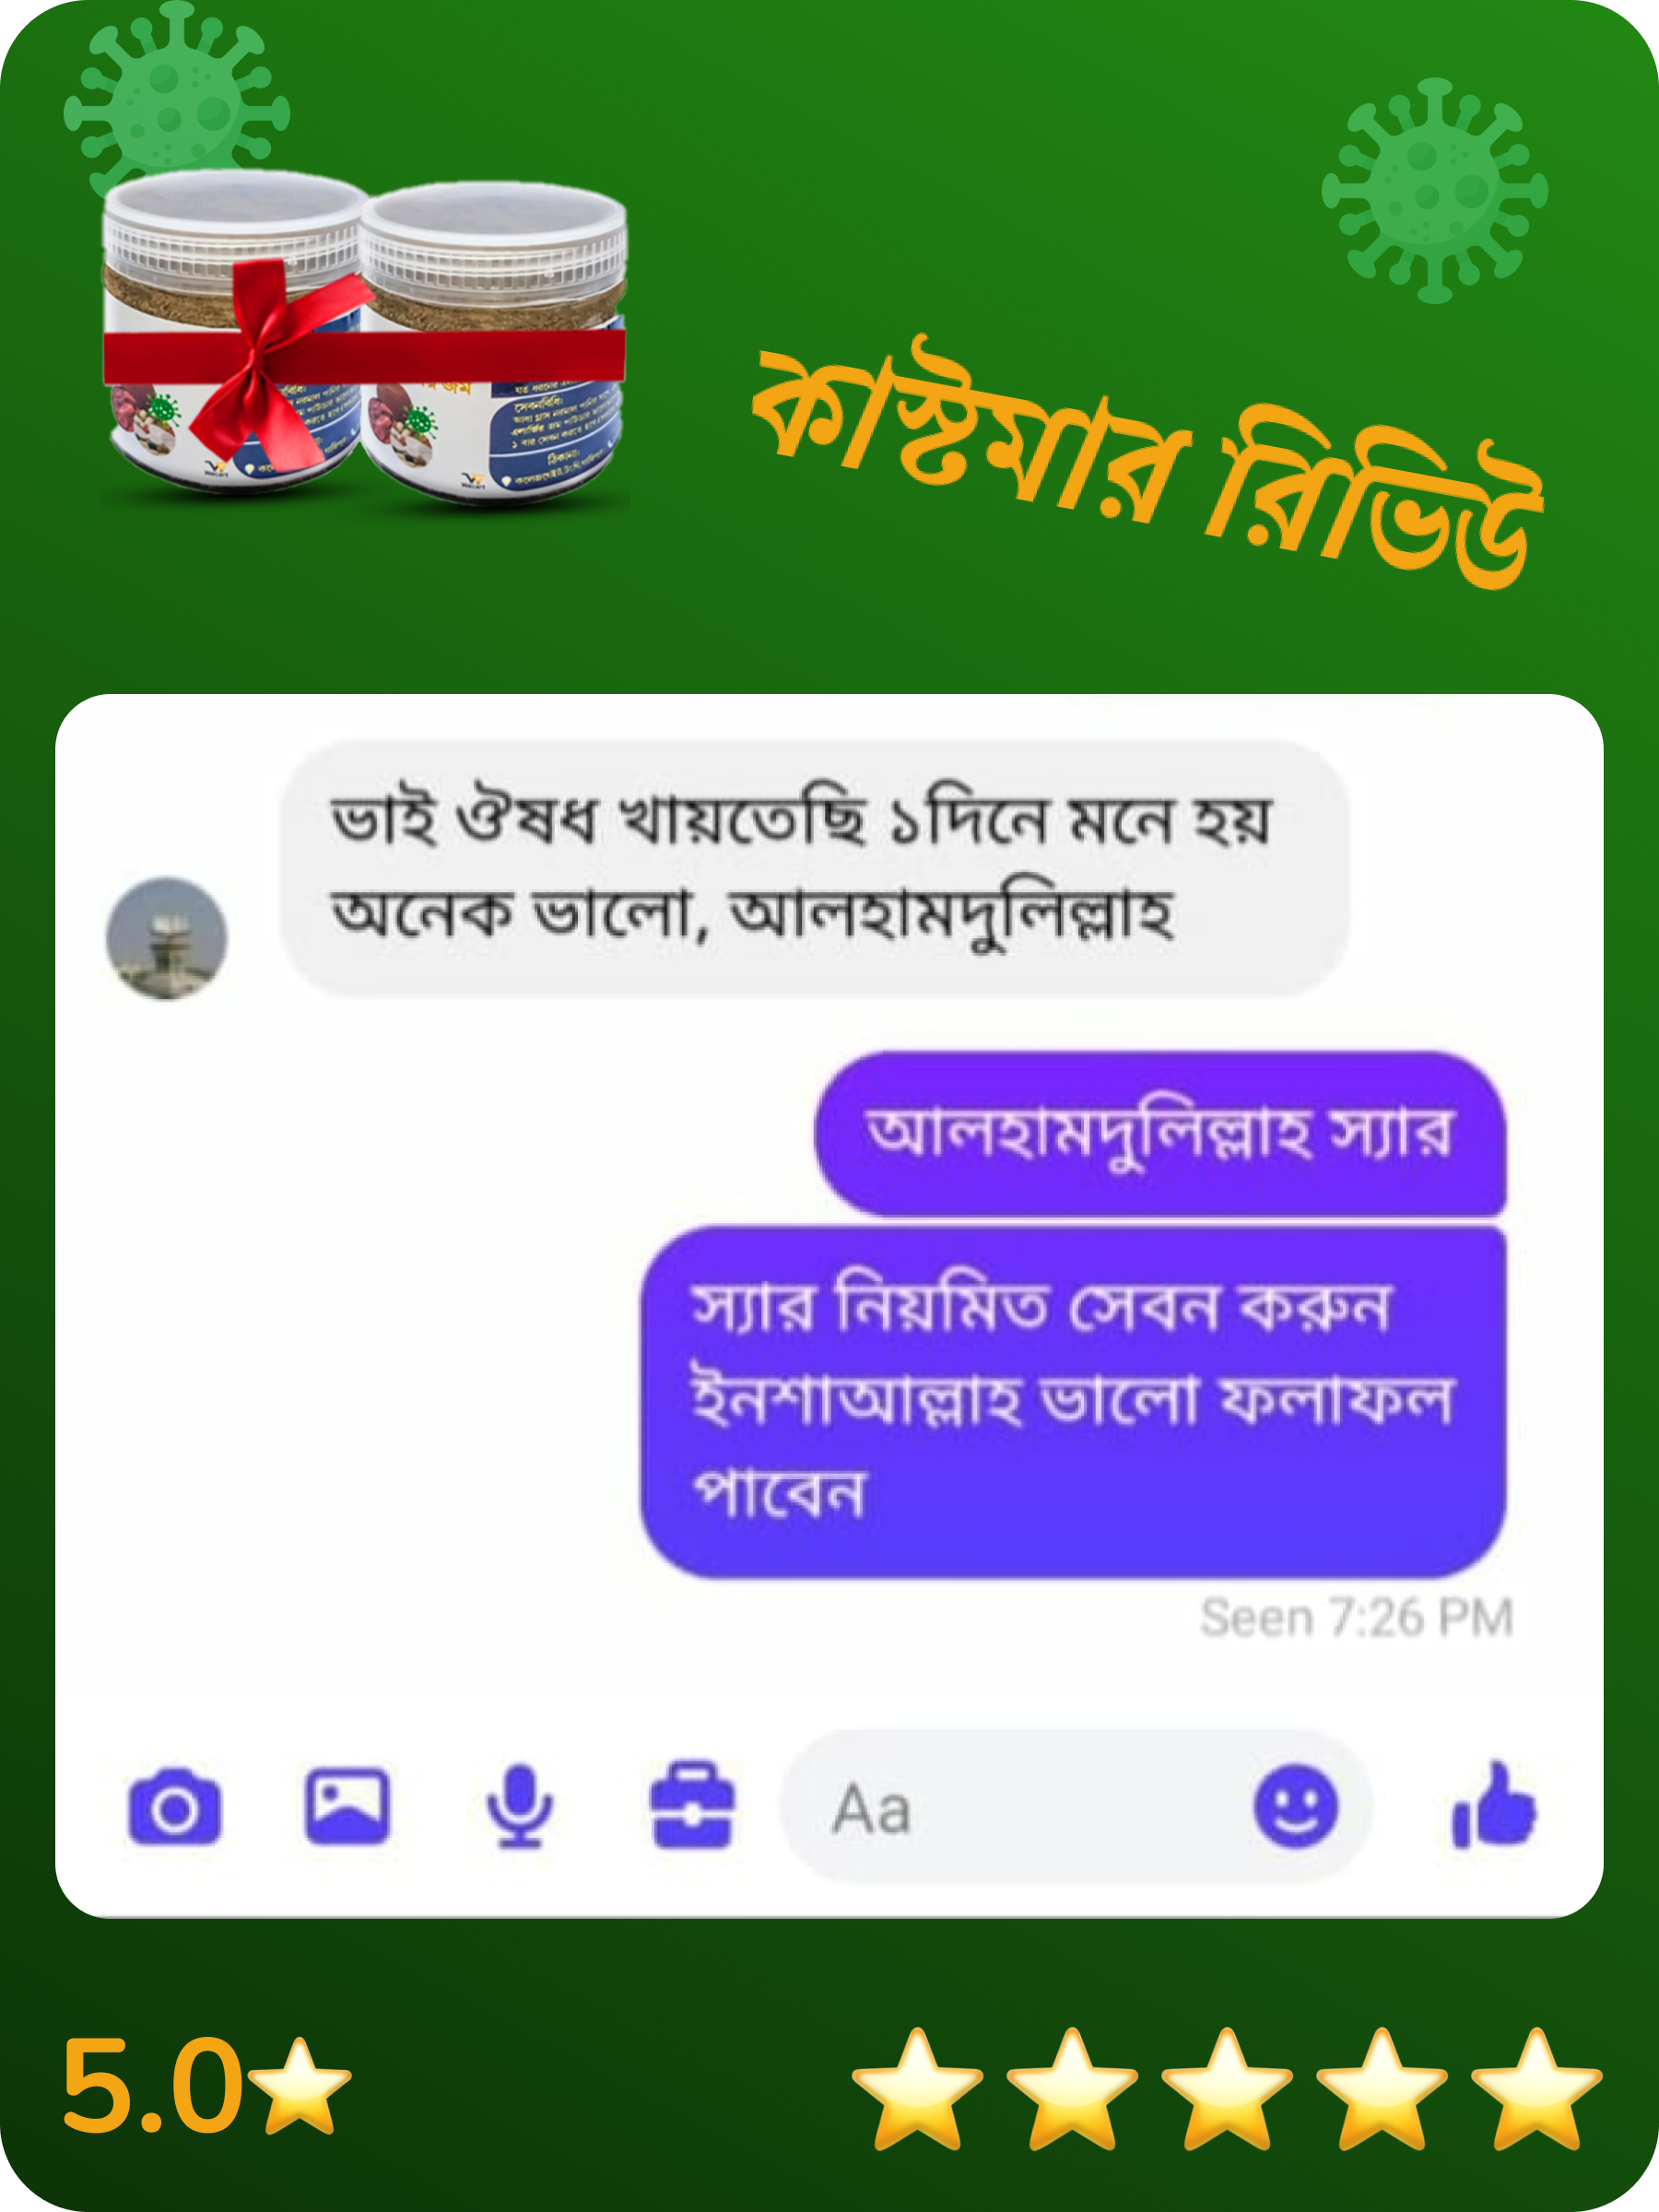 কাস্টমার রিভিউ
সেবনবিধি:
ঠিকানা:
ভাই ঔষধ খায়তেছি ১দিনে মনে হয়
অনেক ভালো, আলহামদুলিল্লাহ
আলহামদুলিল্লাহ স্যার
স্যার নিয়মিত সেবন করুন
ইনশাআল্লাহ ভালো ফলাফল
পাবেন
Seen 7:26 PM
Aa
5.0